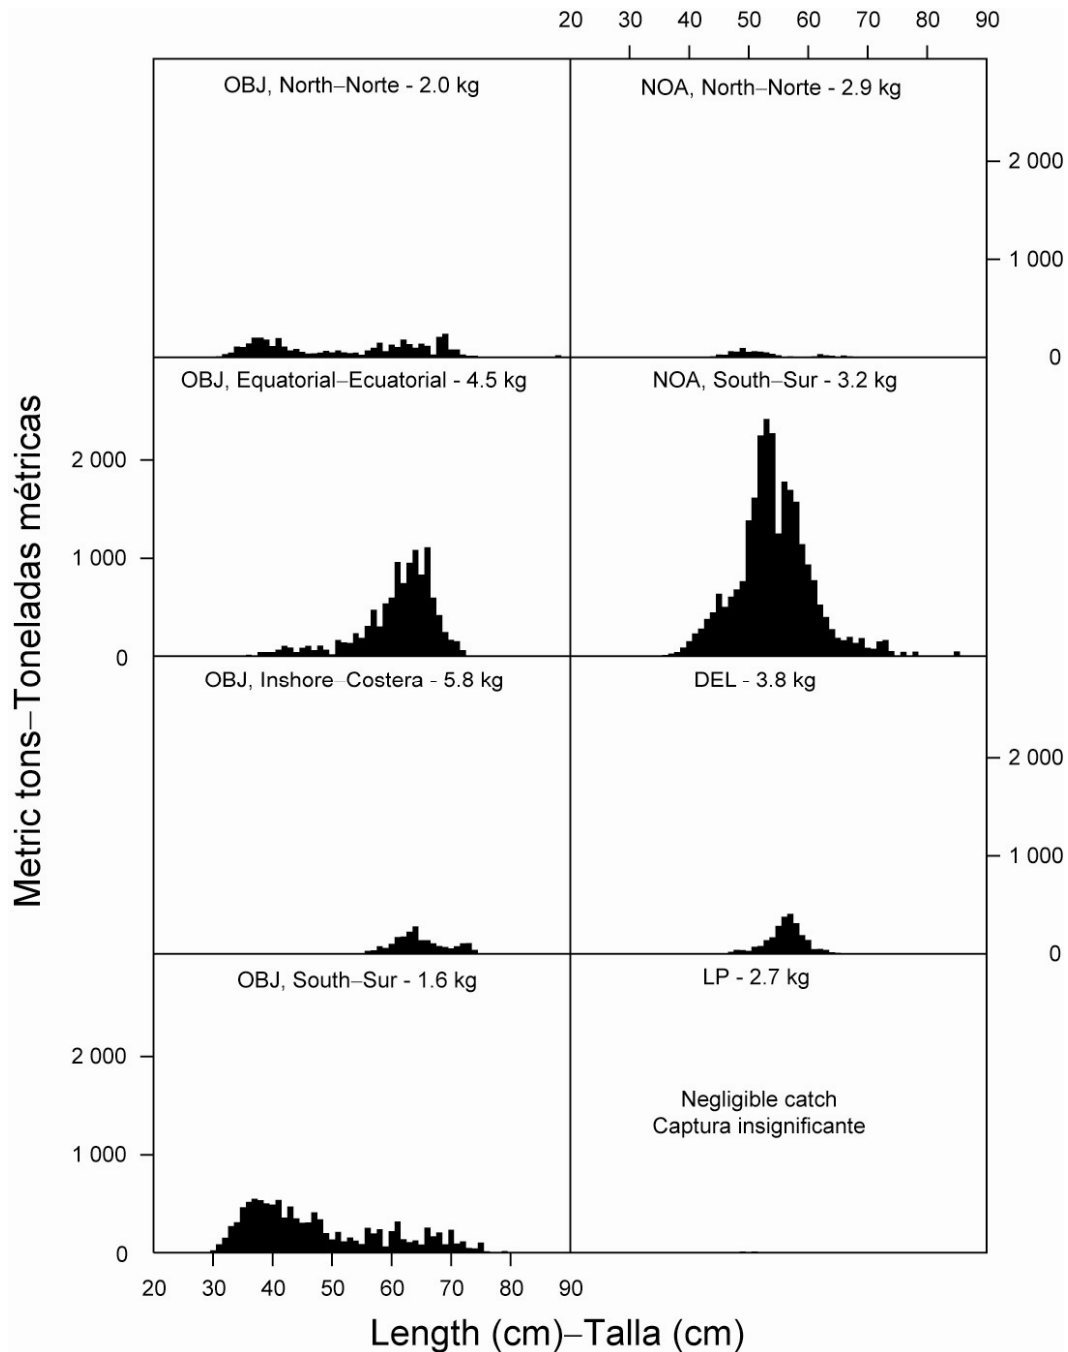 20 30 40 50 60 70 80 90
OBJ, North–Norte - 2.0 kg
NOA, North–Norte - 2.9 kg
2 000
1 000
0
OBJ, Equatorial–Ecuatorial - 4.5 kg
NOA, South–Sur - 3.2 kg
2 000
1 000
0
OBJ, Inshore–Costera - 5.8 kg
DEL - 3.8 kg
2 000
1 000
0
OBJ, South–Sur - 1.6 kg
LP - 2.7 kg
2 000
1 000
0
Negligible catch
Captura insignificante
20 30 40 50 60 70 80 90
Length (cm)–Talla (cm)
Metric tons–Toneladas métricas